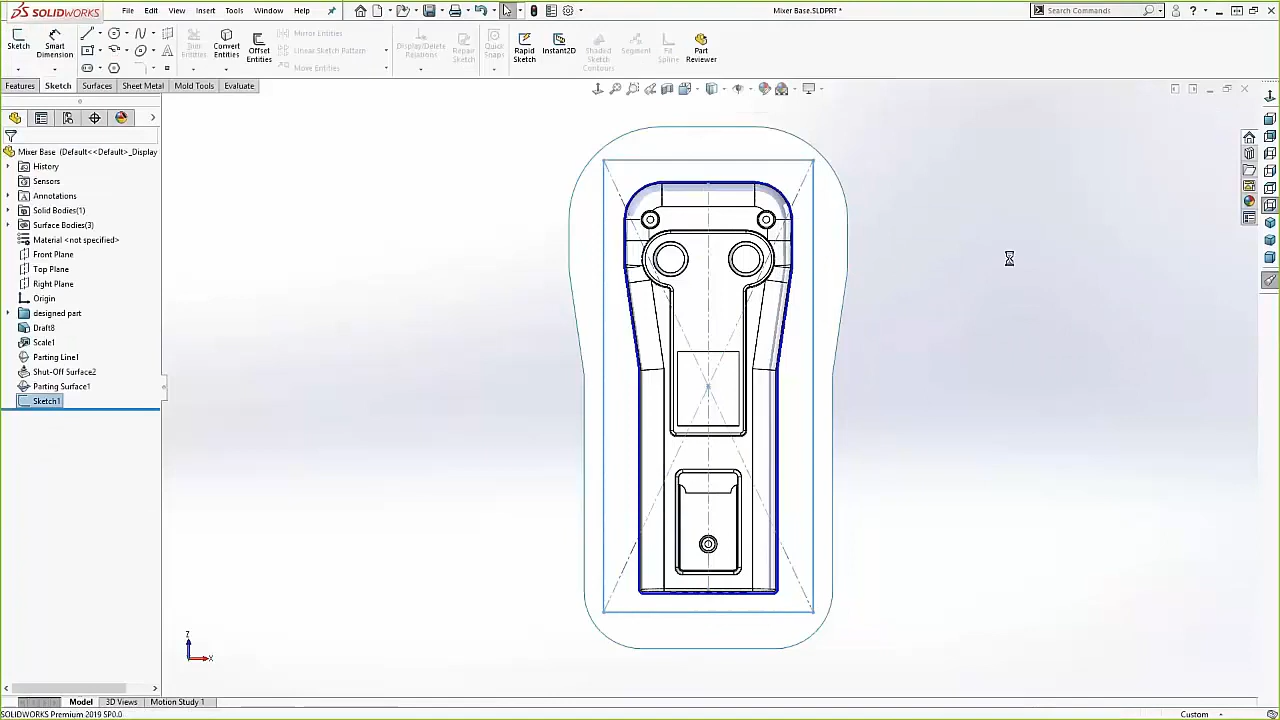 SOLIDWORKS
File Edit View Insert Tools Window Help
Mixer Base.SLDPRT *
Search Commands
Sketch
Smart Dimension
Trim Entities
Convert Entities
Offset Entities
Mirror Entities
Linear Sketch Pattern
Move Entities
Display/Delete Relations
Repair Sketch
Quick Snaps
Rapid Sketch
Instant2D
Shaded Sketch Contours
Segment
Fit Spline
Part Reviewer
Features Sketch Surfaces Sheet Metal Mold Tools Evaluate
Mixer Base (Default<<Default>_Display
History
Sensors
Annotations
Solid Bodies(1)
Surface Bodies(3)
Material <not specified>
Front Plane
Top Plane
Right Plane
Origin
designed part
Draft8
Scale1
Parting Line1
Shut-Off Surface2
Parting Surface1
Sketch1
Z
X
Model 3D Views Motion Study 1
SOLIDWORKS Premium 2019 SP0.0
Custom